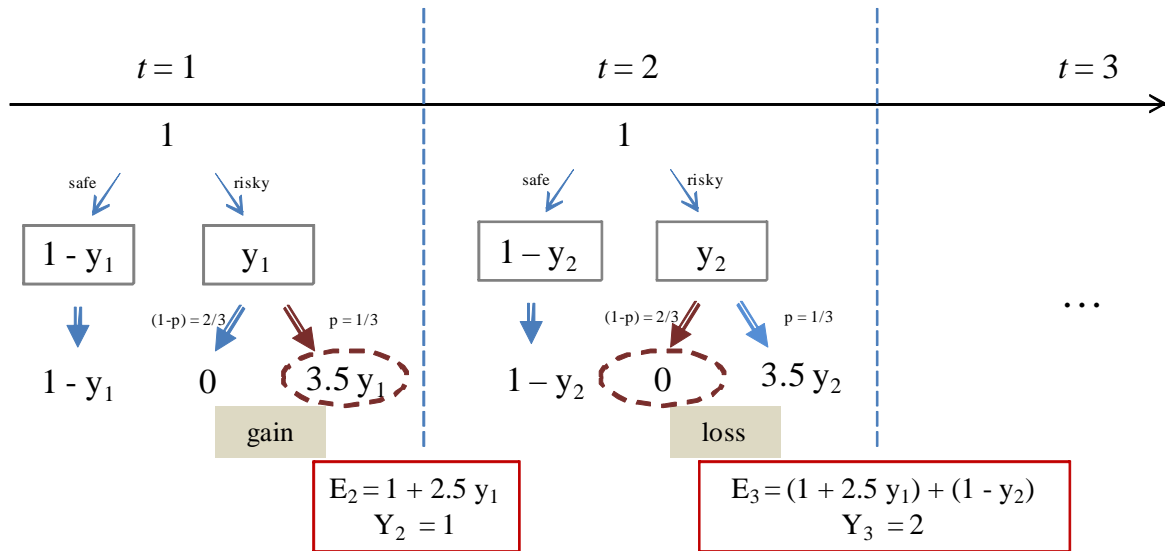 t = 1 t = 2 t = 3
1 1
safe risky safe risky
1 - y₁ y₁ 1 – y₂ y₂
(1-p) = 2/3 p = 1/3 (1-p) = 2/3 p = 1/3
...
1 - y₁ 0 3.5 y₁ 1 – y₂ 0 3.5 y₂
gain loss
E₂ = 1 + 2.5 y₁ E₃ = (1 + 2.5 y₁) + (1 - y₂)
Y₂ = 1 Y₃ = 2